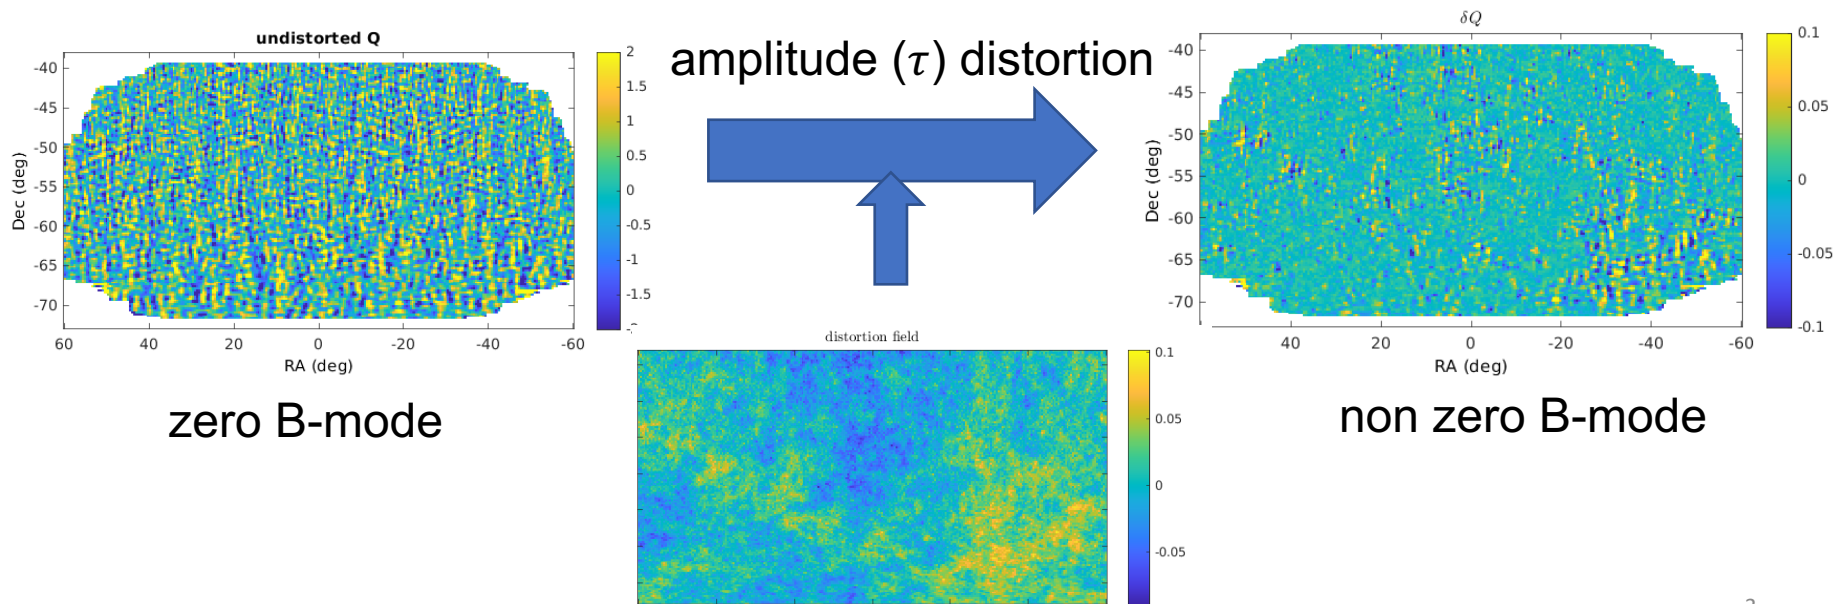 undistorted Q
-40
-45
-50
-55
-60
-65
-70
Dec (deg)
60 40 20 0 -20 -40 -60
RA (deg)
2
1.5
1
0.5
0
-0.5
-1
-1.5
zero B-mode
amplitude (τ) distortion
distortion field
0.1
0.05
0
-0.05
δQ
-40
-45
-50
-55
-60
-65
-70
Dec (deg)
40 20 0 -20 -40 -60
RA (deg)
0.1
0.05
0
-0.05
-0.1
non zero B-mode